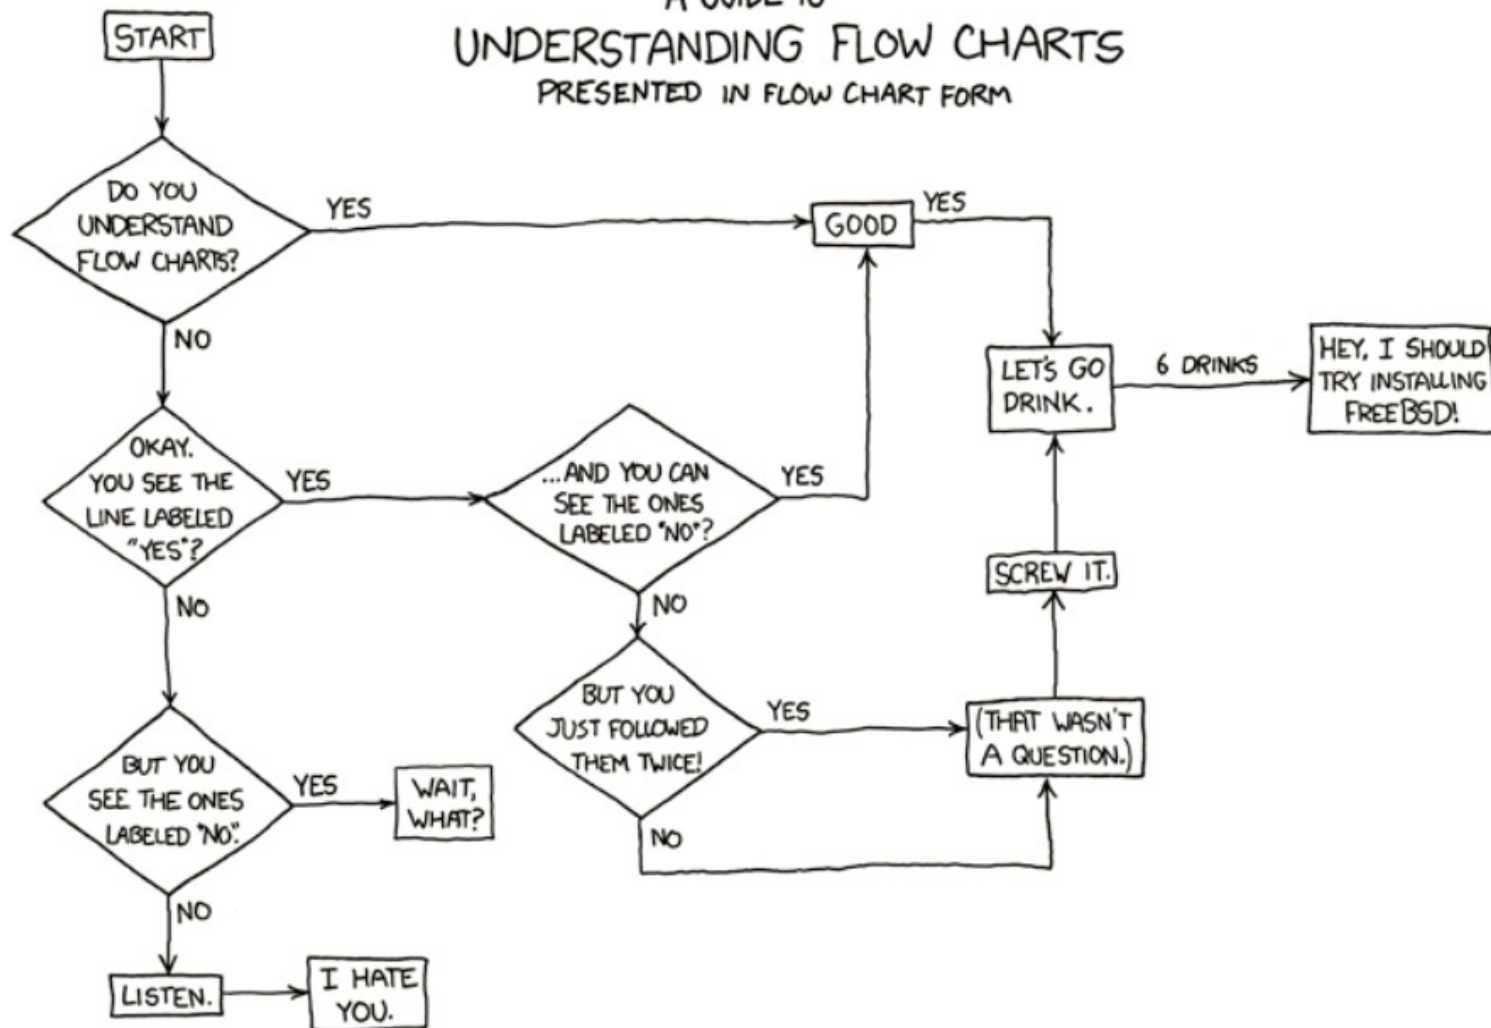 A GUIDE TO
UNDERSTANDING FLOW CHARTS
PRESENTED IN FLOW CHART FORM
START
DO YOU
UNDERSTAND
FLOW CHARTS?
YES
GOOD
YES
NO
LET'S GO
DRINK.
6 DRINKS
HEY, I SHOULD
TRY INSTALLING
FREEBSD!
OKAY.
YOU SEE THE
LINE LABELED
"YES"?
YES
...AND YOU CAN
SEE THE ONES
LABELED "NO"?
YES
NO
NO
SCREW IT.
BUT YOU
JUST FOLLOWED
THEM TWICE!
YES
(THAT WASN'T
A QUESTION.)
NO
BUT YOU
SEE THE ONES
LABELED "NO".
YES
WAIT,
WHAT?
NO
LISTEN.
I HATE
YOU.